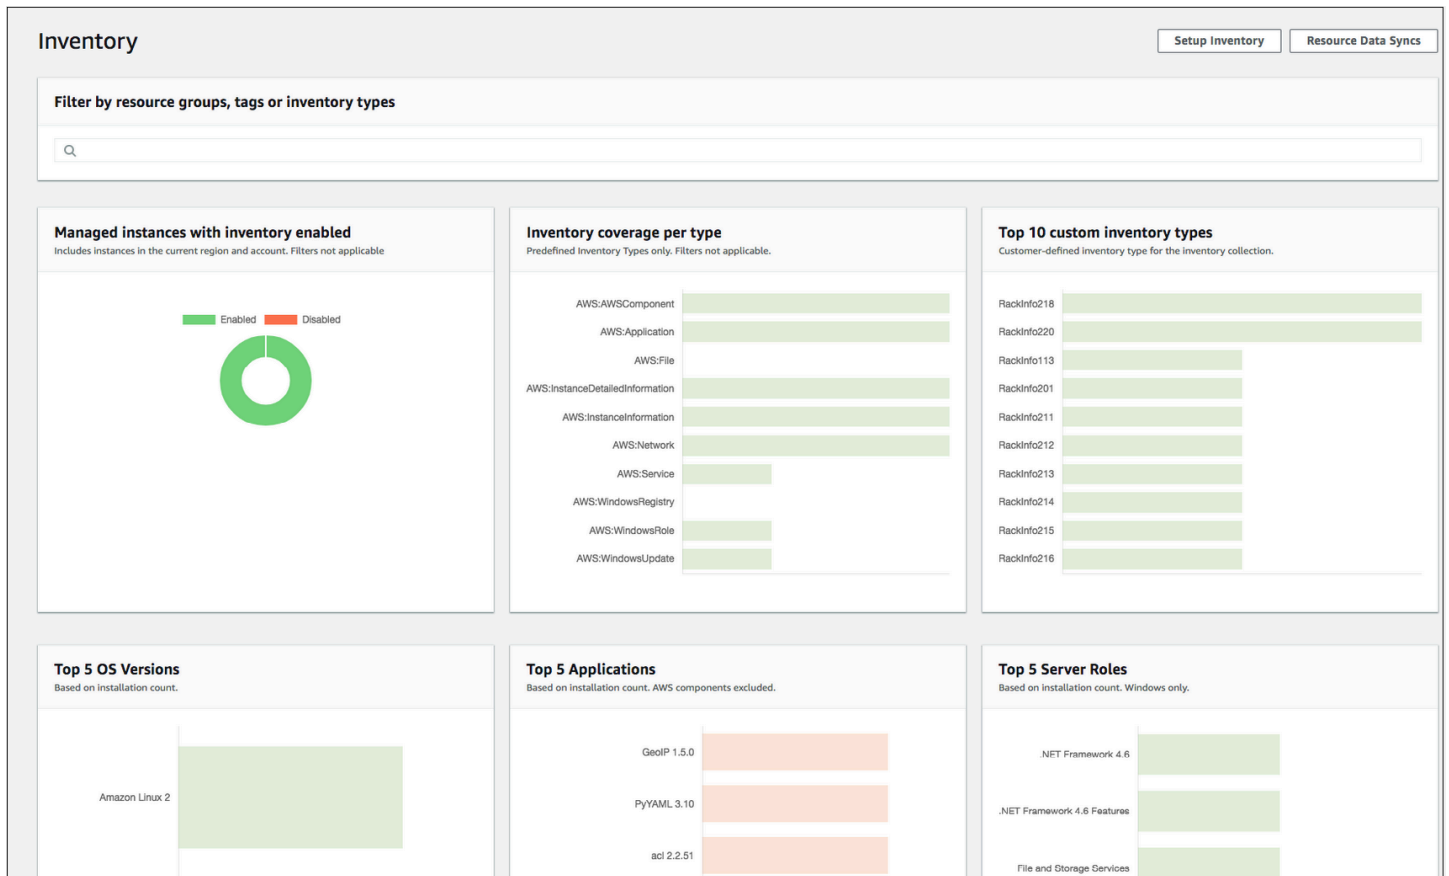 Inventory
Setup Inventory
Resource Data Syncs
Filter by resource groups, tags or inventory types
Managed instances with inventory enabled
Includes instances in the current region and account. Filters not applicable
Enabled
Disabled
Inventory coverage per type
Predefined Inventory Types only. Filters not applicable.
AWS:AWSComponent
AWS:Application
AWS:File
AWS:InstanceDetailedInformation
AWS:InstanceInformation
AWS:Network
AWS:Service
AWS:WindowsRegistry
AWS:WindowsRole
AWS:WindowsUpdate
Top 10 custom inventory types
Customer-defined inventory type for the inventory collection.
RackInfo218
RackInfo220
RackInfo113
RackInfo201
RackInfo211
RackInfo212
RackInfo213
RackInfo214
RackInfo215
RackInfo216
Top 5 OS Versions
Based on installation count.
Amazon Linux 2
Top 5 Applications
Based on installation count. AWS components excluded.
GeoIP 1.5.0
PyYAML 3.10
acl 2.2.51
Top 5 Server Roles
Based on installation count. Windows only.
.NET Framework 4.6
.NET Framework 4.6 Features
File and Storage Services